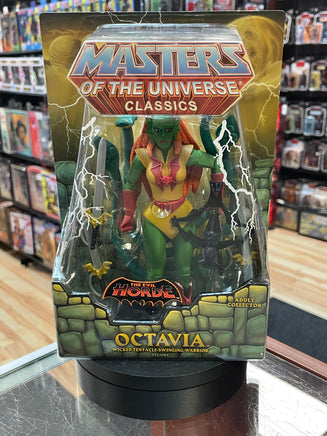 MASTERS
OF THE UNIVERSE
CLASSICS
THE EVIL
HORDE
ADULT
COLLECTOR
OCTAVIA
WICKED TENTACLE-SWINGING WARRIOR